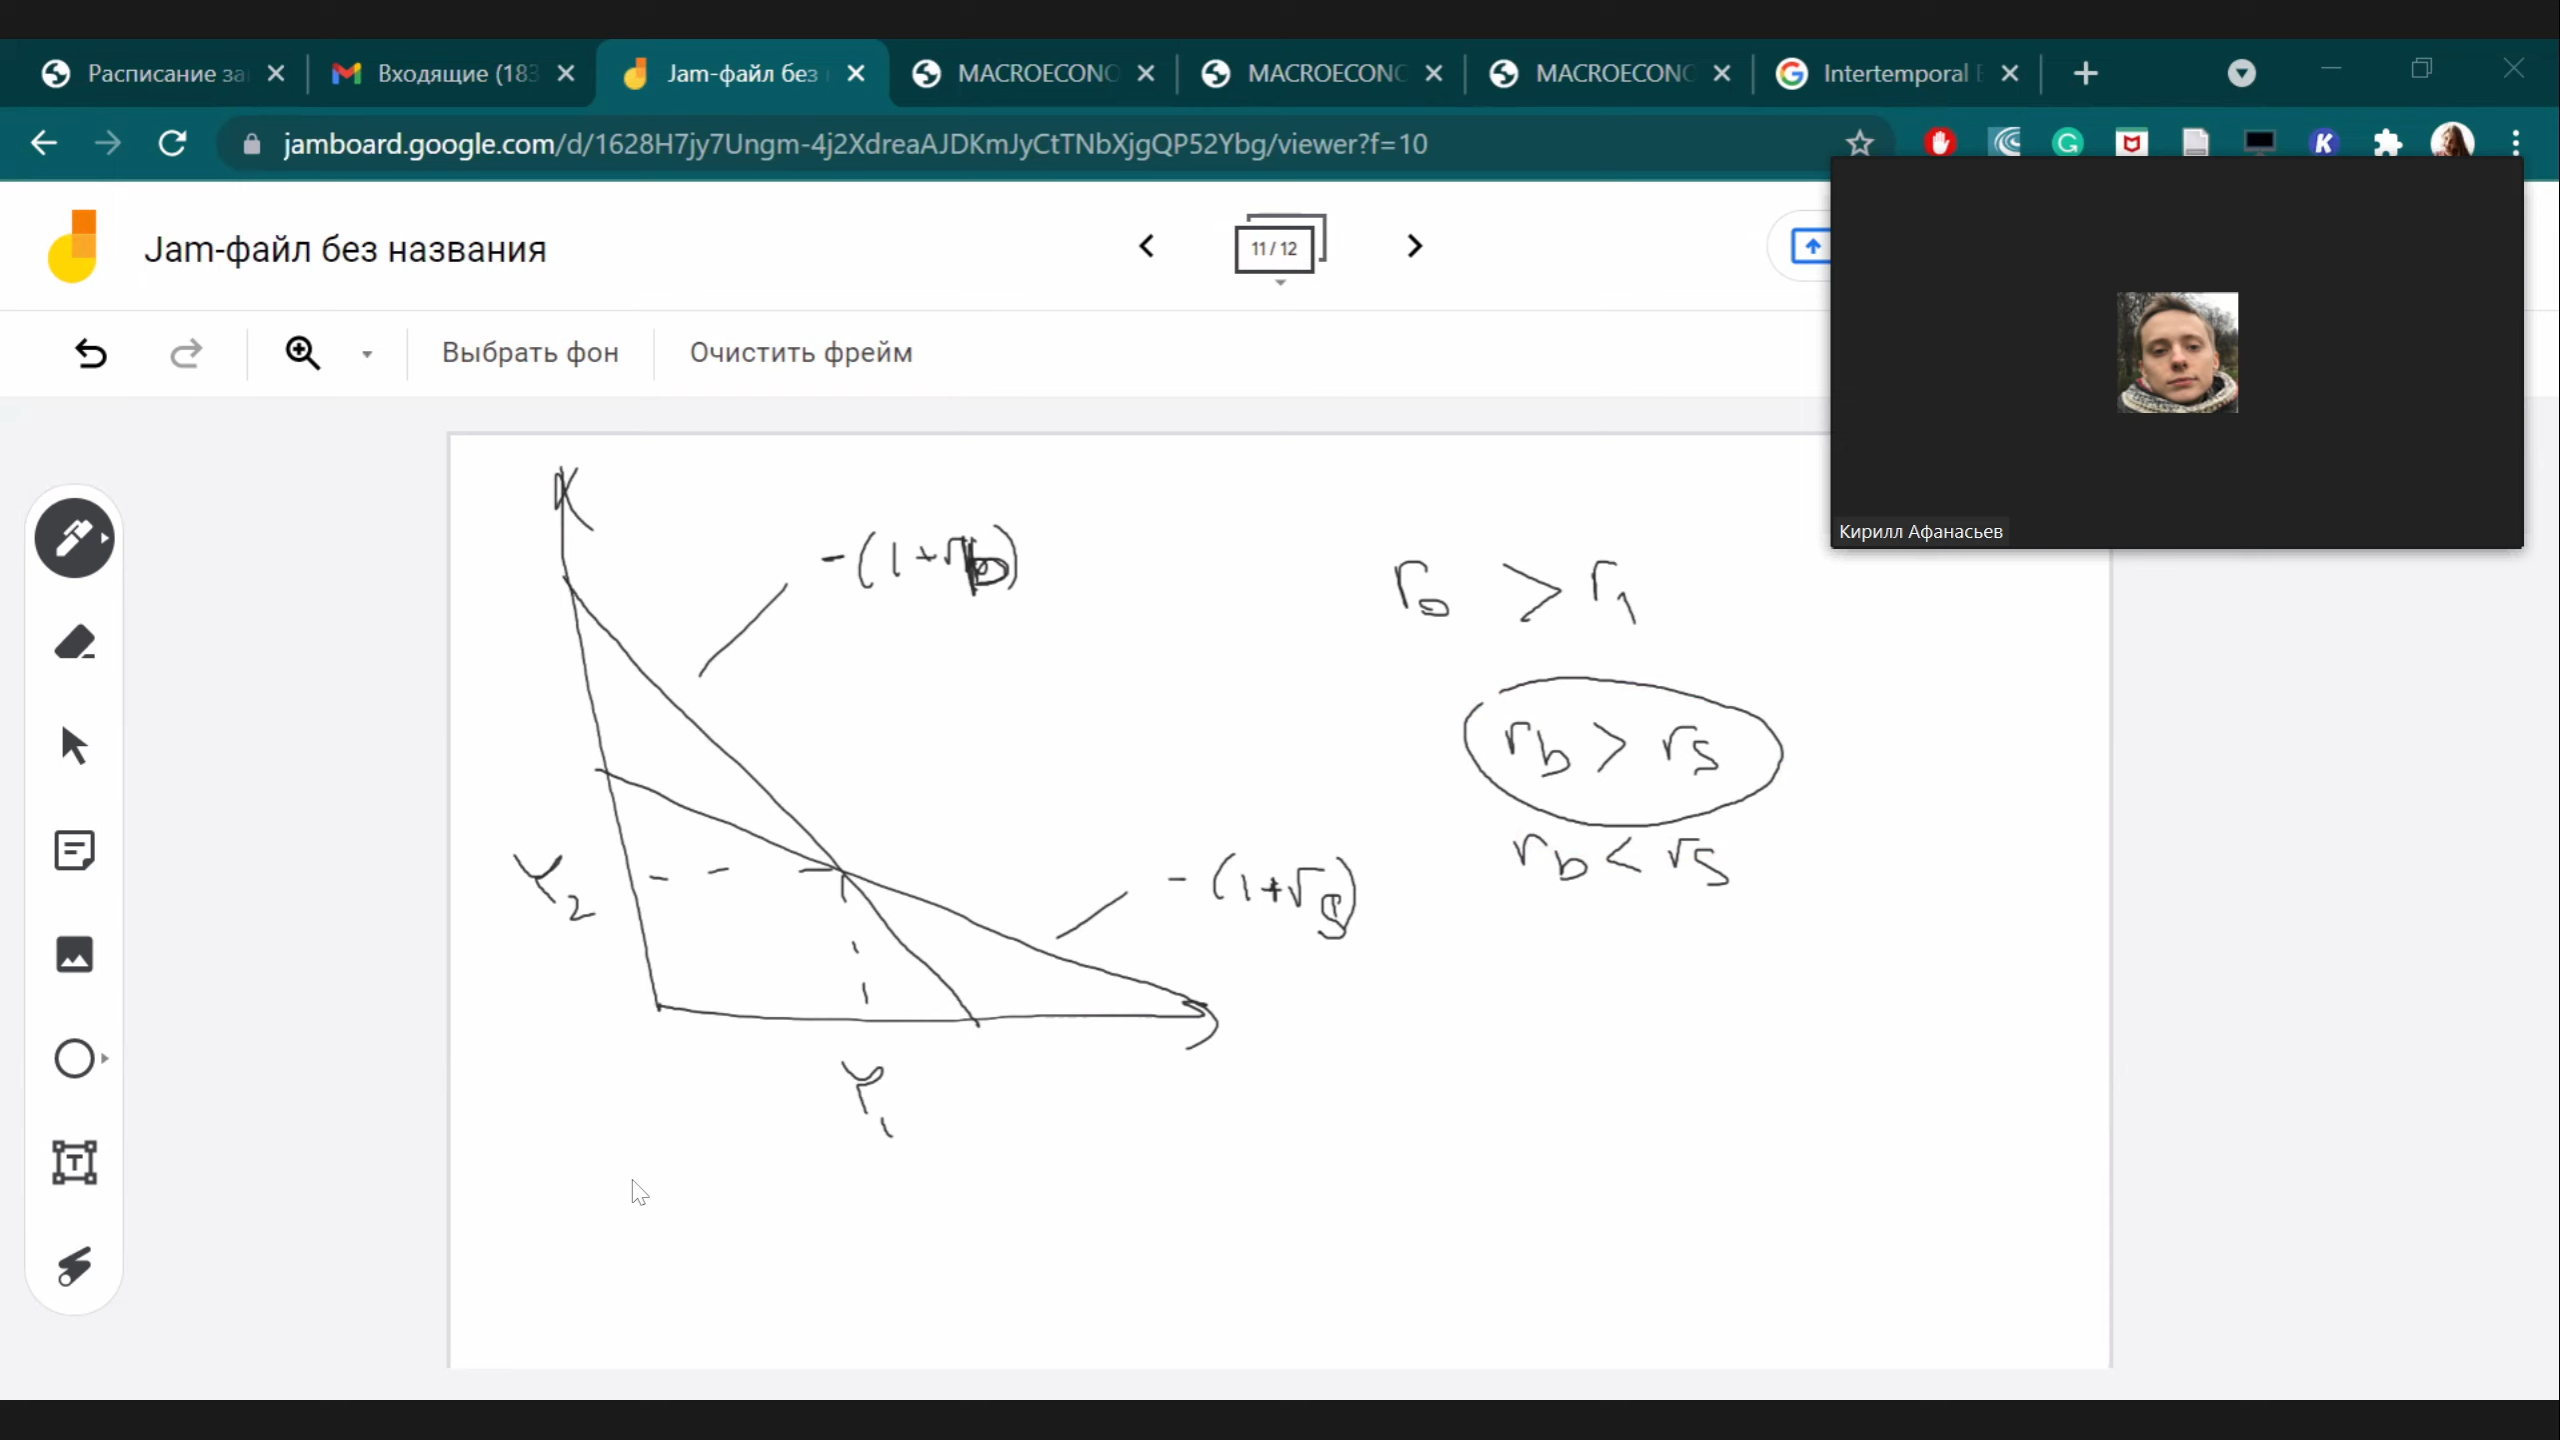 Расписание за
Входящие (183
Jam-файл без
MACROECONO
MACROECONO
MACROECONO
Intertemporal
jamboard.google.com/d/1628H7jy7Ungm-4j2XdreaAJDKmJyCtTNbXjgQP52Ybg/viewer?f=10
Jam-файл без названия
11 / 12
Выбрать фон
Очистить фрейм
Кирилл Афанасьев
-(1+rb)
r0 > r1
rb > rs
rb < rs
Y2
-(1+rs)
Y1